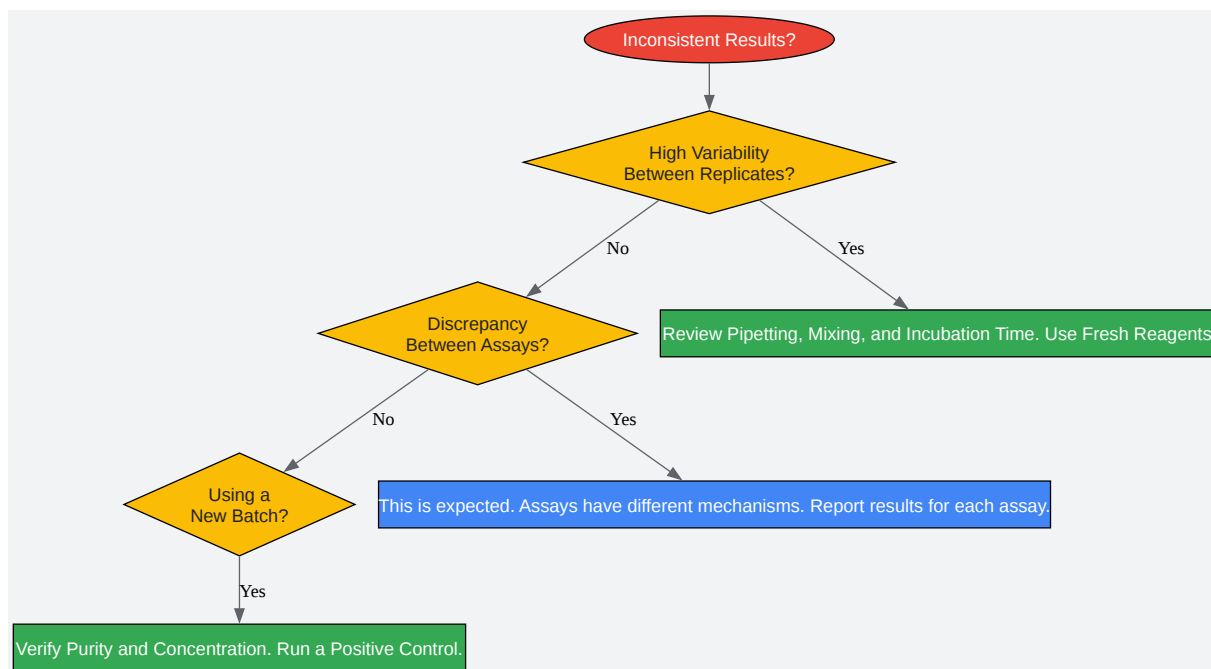 Inconsistent Results?
High Variability
Between Replicates?
No
Yes
Discrepancy
Between Assays?
Review Pipetting, Mixing, and Incubation Time. Use Fresh Reagents
No
Yes
Using a
New Batch?
This is expected. Assays have different mechanisms. Report results for each assay.
Yes
Verify Purity and Concentration. Run a Positive Control.